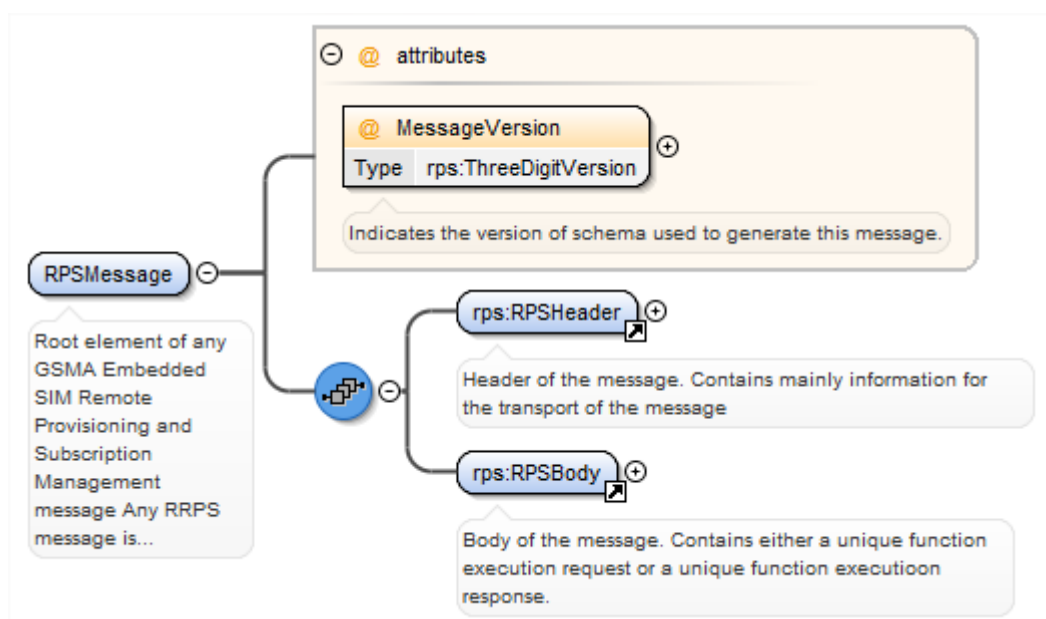 @ attributes
@ MessageVersion
Type rps:ThreeDigitVersion
Indicates the version of schema used to generate this message.
RPSMessage
Root element of any
GSMA Embedded
SIM Remote
Provisioning and
Subscription
Management
message Any RRPS
message is...
rps:RPSHeader
Header of the message. Contains mainly information for
the transport of the message
rps:RPSBody
Body of the message. Contains either a unique function
execution request or a unique function executioon
response.